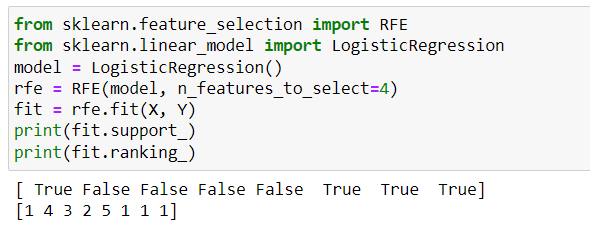 from sklearn.feature_selection import RFE
from sklearn.linear_model import LogisticRegression
model = LogisticRegression()
rfe = RFE(model, n_features_to_select=4)
fit = rfe.fit(X, Y)
print(fit.support_)
print(fit.ranking_)
[ True False False False False  True  True  True]
[1 4 3 2 5 1 1 1]